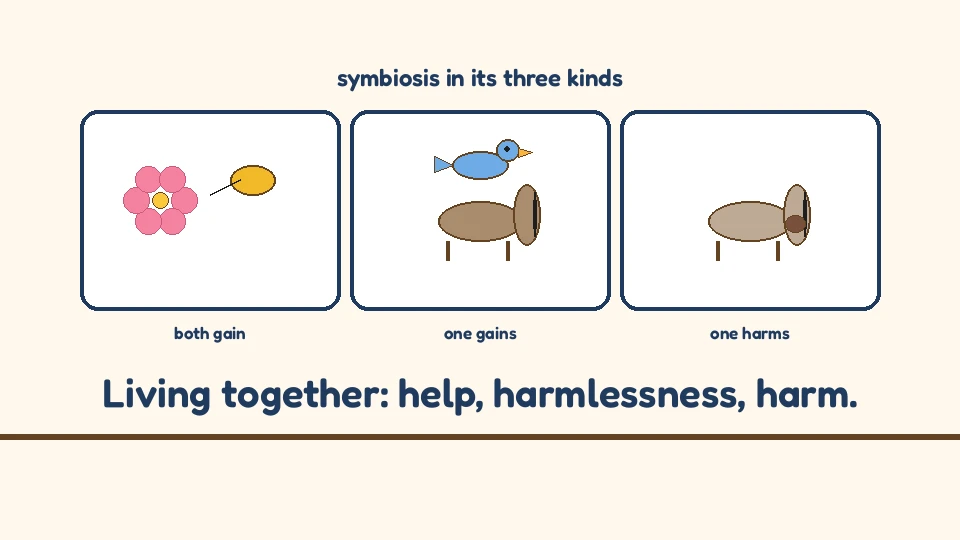 symbiosis in its three kinds
both gain
one gains
one harms
Living together: help, harmlessness, harm.